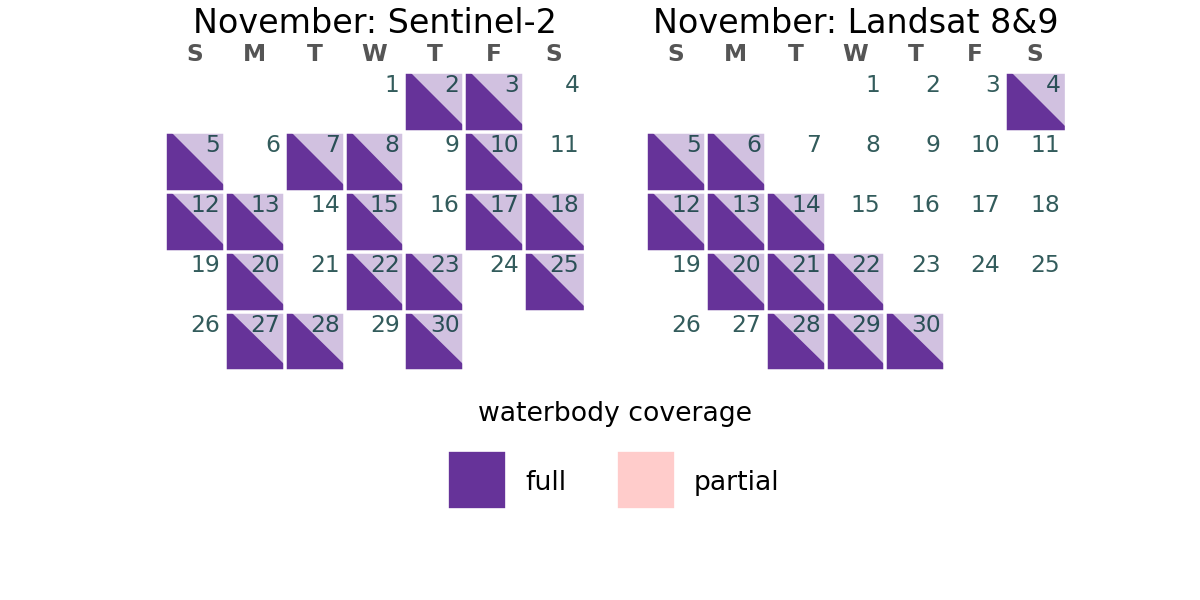 November: Sentinel-2
S M T W T F S
1 2 3 4
5 6 7 8 9 10 11
12 13 14 15 16 17 18
19 20 21 22 23 24 25
26 27 28 29 30
November: Landsat 8&9
S M T W T F S
1 2 3 4
5 6 7 8 9 10 11
12 13 14 15 16 17 18
19 20 21 22 23 24 25
26 27 28 29 30
waterbody coverage
full partial